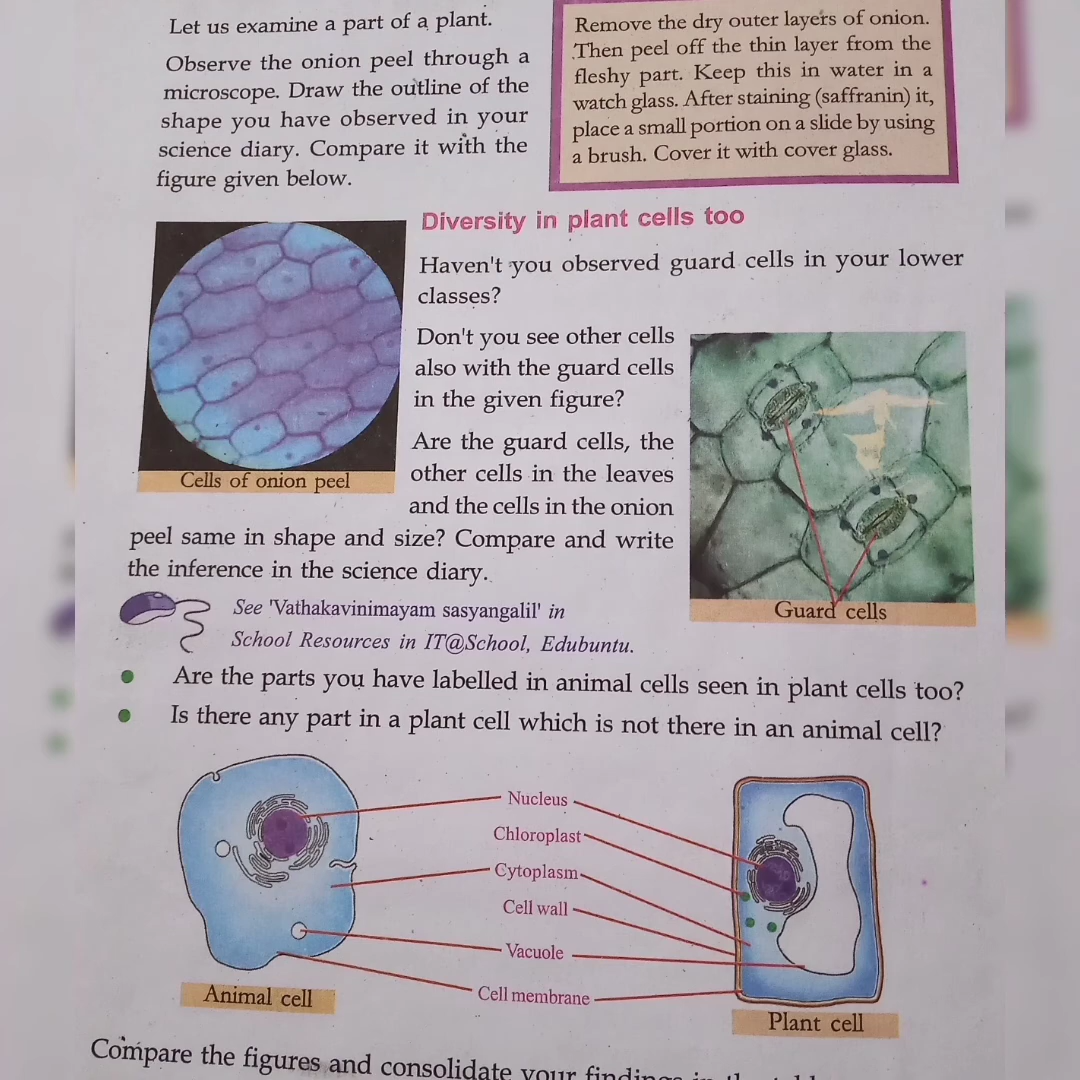 Let us examine a part of a plant.
Observe the onion peel through a
microscope. Draw the outline of the
shape you have observed in your
science diary. Compare it with the
figure given below.
Remove the dry outer layers of onion.
Then peel off the thin layer from the
fleshy part. Keep this in water in a
watch glass. After staining (saffranin) it,
place a small portion on a slide by using
a brush. Cover it with cover glass.
Diversity in plant cells too
Haven't you observed guard cells in your lower
classes?
Don't you see other cells
also with the guard cells
in the given figure?
Are the guard cells, the
other cells in the leaves
and the cells in the onion
peel same in shape and size? Compare and write
the inference in the science diary.
Cells of onion peel
Guard cells
See 'Vathakavinimayam sasyangalil' in
School Resources in IT@School, Edubuntu.
Are the parts you have labelled in animal cells seen in plant cells too?
Is there any part in a plant cell which is not there in an animal cell?
Nucleus
Chloroplast
Cytoplasm
Cell wall
Vacuole
Cell membrane
Animal cell
Plant cell
Compare the figures and consolidate your findings in